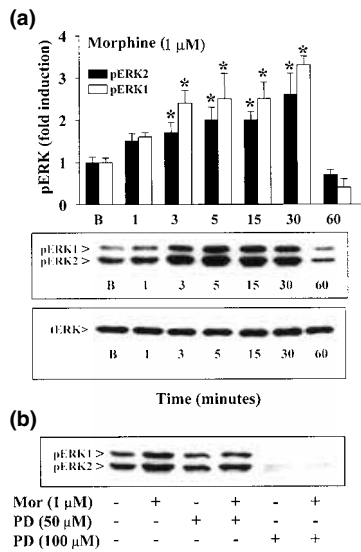 (a)
Morphine (1 µM)
pERK2
pERK1
pERK (fold induction)
4
3
2
1
0
* * * * * * * *
B 1 3 5 15 30 60
pERK1 >
pERK2 >
B 1 3 5 15 30 60
tERK>
B 1 3 5 15 30 60
Time (minutes)
(b)
pERK1 >
pERK2 >
Mor (1 µM) - + - + - +
PD (50 µM) - - + + - -
PD (100 µM) - - - - + +